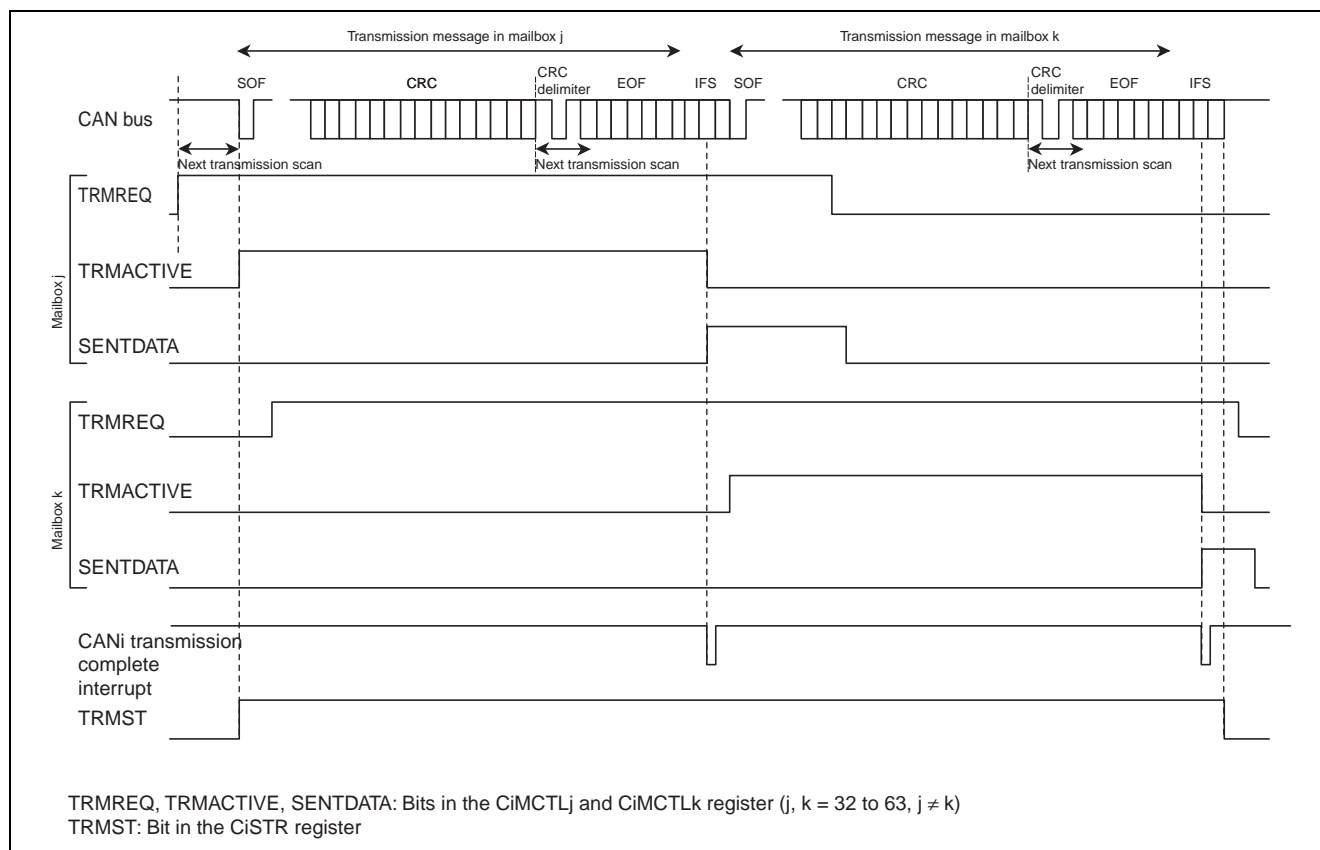 Transmission message in mailbox j
Transmission message in mailbox k
SOF
CRC
CRC
delimiter
EOF
IFS
SOF
CRC
CRC
delimiter
EOF
IFS
CAN bus
Next transmission scan
Next transmission scan
Next transmission scan
Mailbox j
TRMREQ
TRMACTIVE
SENTDATA
Mailbox k
TRMREQ
TRMACTIVE
SENTDATA
CANi transmission
complete
interrupt
TRMST
TRMREQ, TRMACTIVE, SENTDATA: Bits in the CiMCTLj and CiMCTLk register (j, k = 32 to 63, j ≠ k)
TRMST: Bit in the CiSTR register